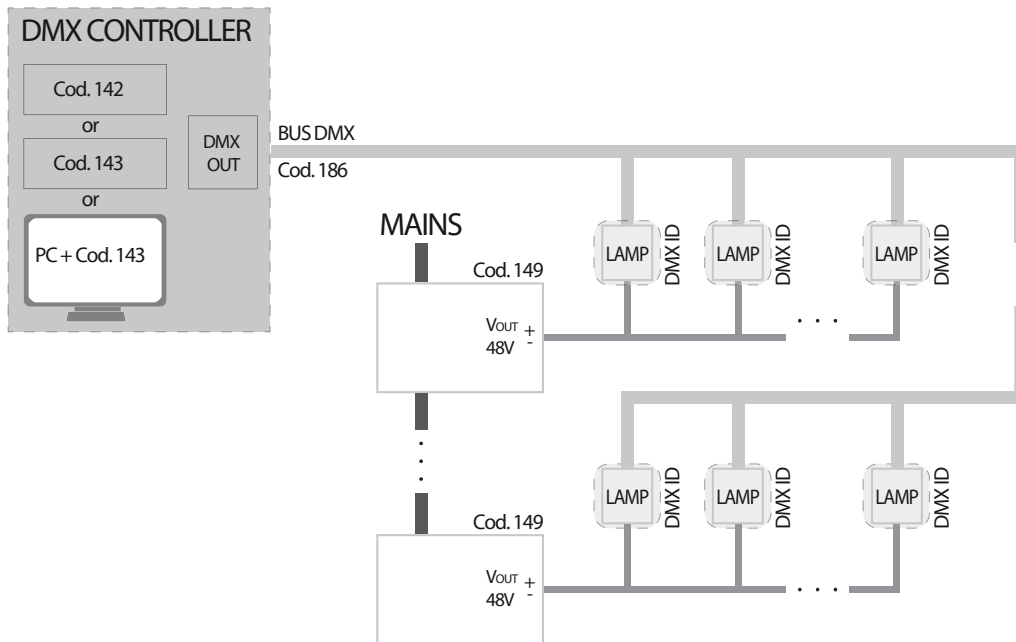 DMX CONTROLLER
Cod. 142
or
Cod. 143
or
PC + Cod. 143
DMX
OUT
BUS DMX
Cod. 186
MAINS
LAMP
DMX ID
LAMP
DMX ID
LAMP
DMX ID
Cod. 149
VOUT + -
48V
. . .
. . .
LAMP
DMX ID
LAMP
DMX ID
LAMP
DMX ID
Cod. 149
VOUT + -
48V
. . .